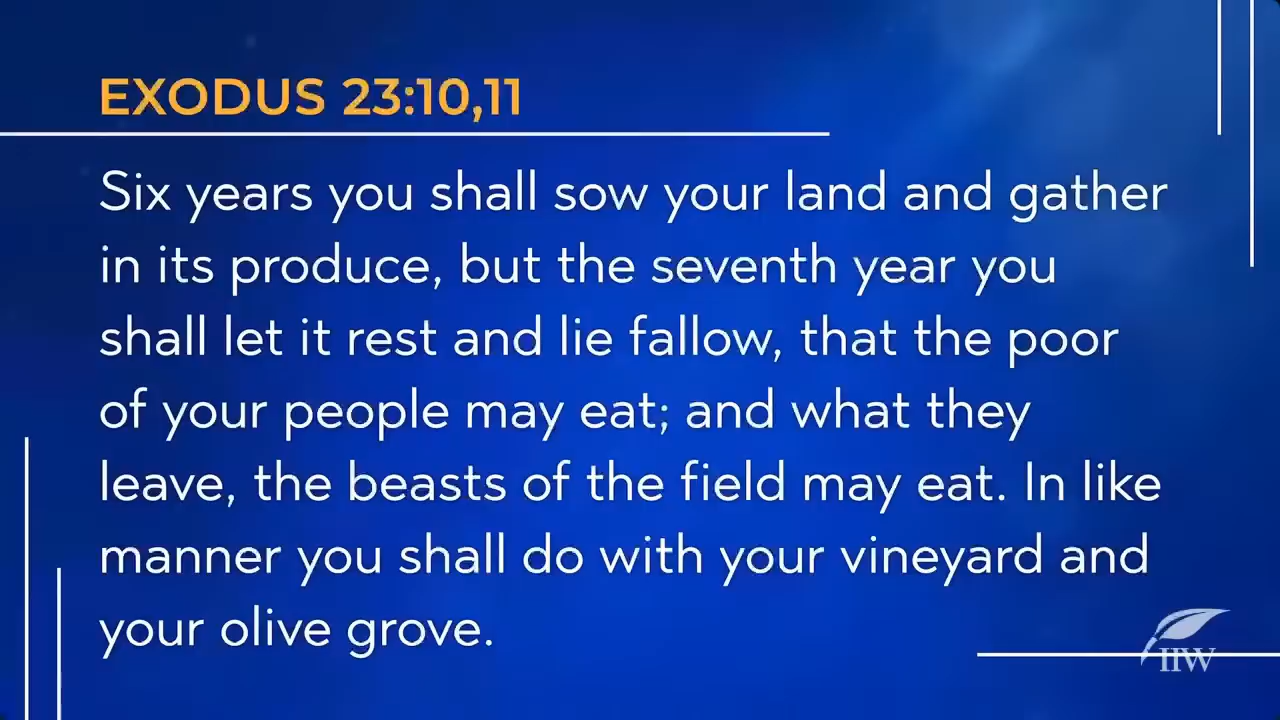 EXODUS 23:10,11
Six years you shall sow your land and gather
in its produce, but the seventh year you
shall let it rest and lie fallow, that the poor
of your people may eat; and what they
leave, the beasts of the field may eat. In like
manner you shall do with your vineyard and
your olive grove.
IIW